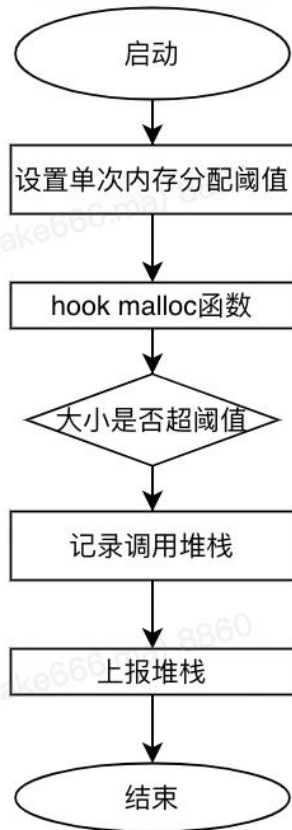 启动
设置单次内存分配阈值
hook malloc函数
大小是否超阈值
记录调用堆栈
上报堆栈
结束